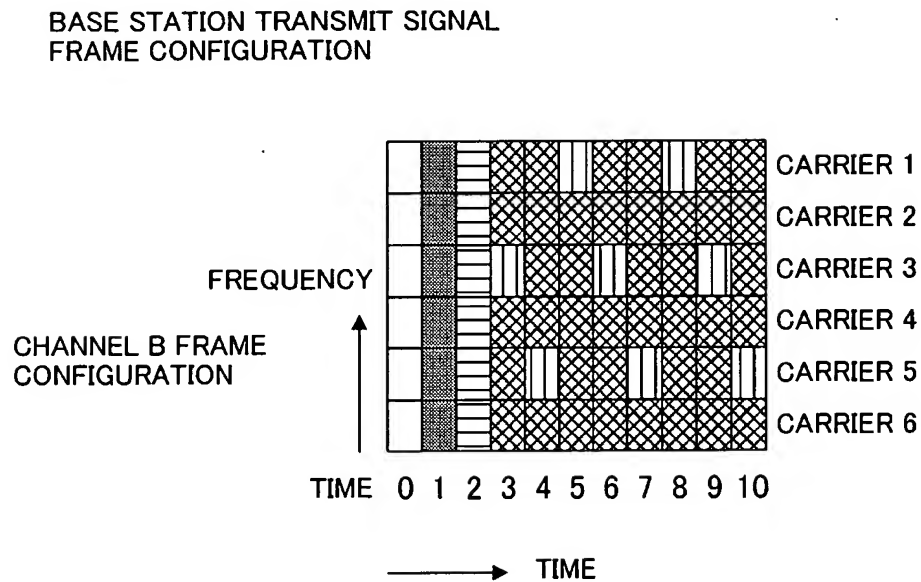 BASE STATION TRANSMIT SIGNAL
FRAME CONFIGURATION
CARRIER 1
CARRIER 2
FREQUENCY
CARRIER 3
CARRIER 4
CHANNEL B FRAME
CONFIGURATION
CARRIER 5
CARRIER 6
TIME 0 1 2 3 4 5 6 7 8 9 10
TIME